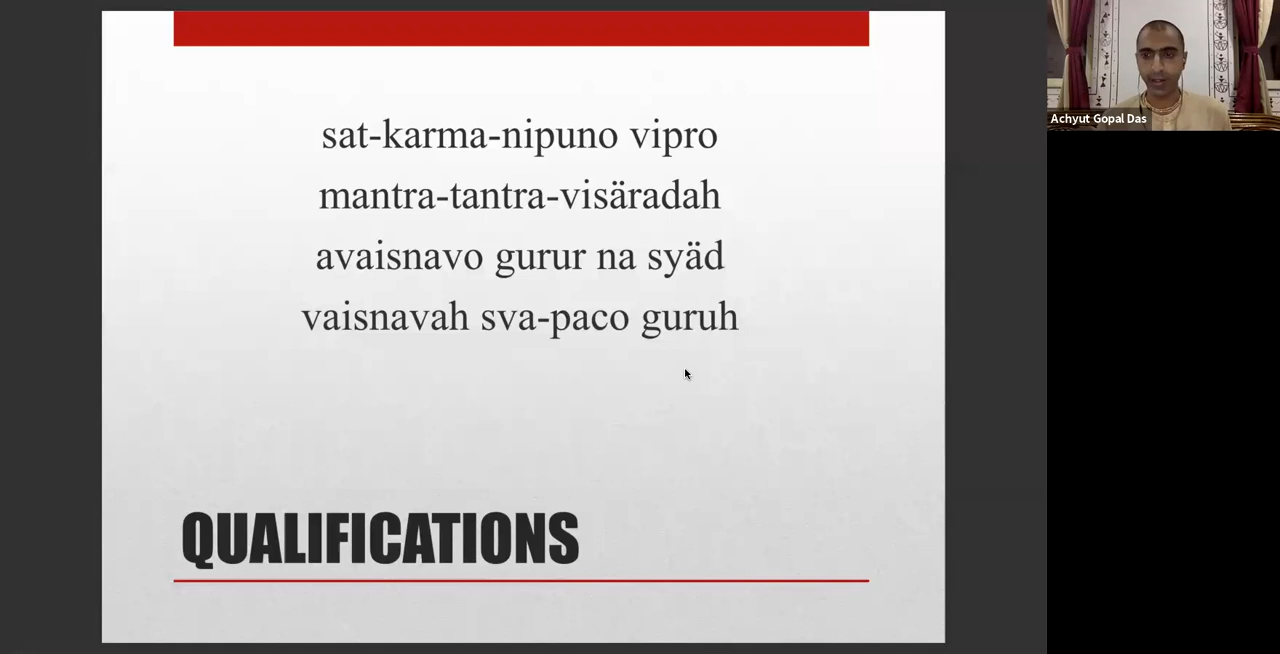 sat-karma-nipuno vipro
mantra-tantra-visäradah
avaisnavo gurur na syäd
vaisnavah sva-paco guruh
QUALIFICATIONS
Achyut Gopal Das